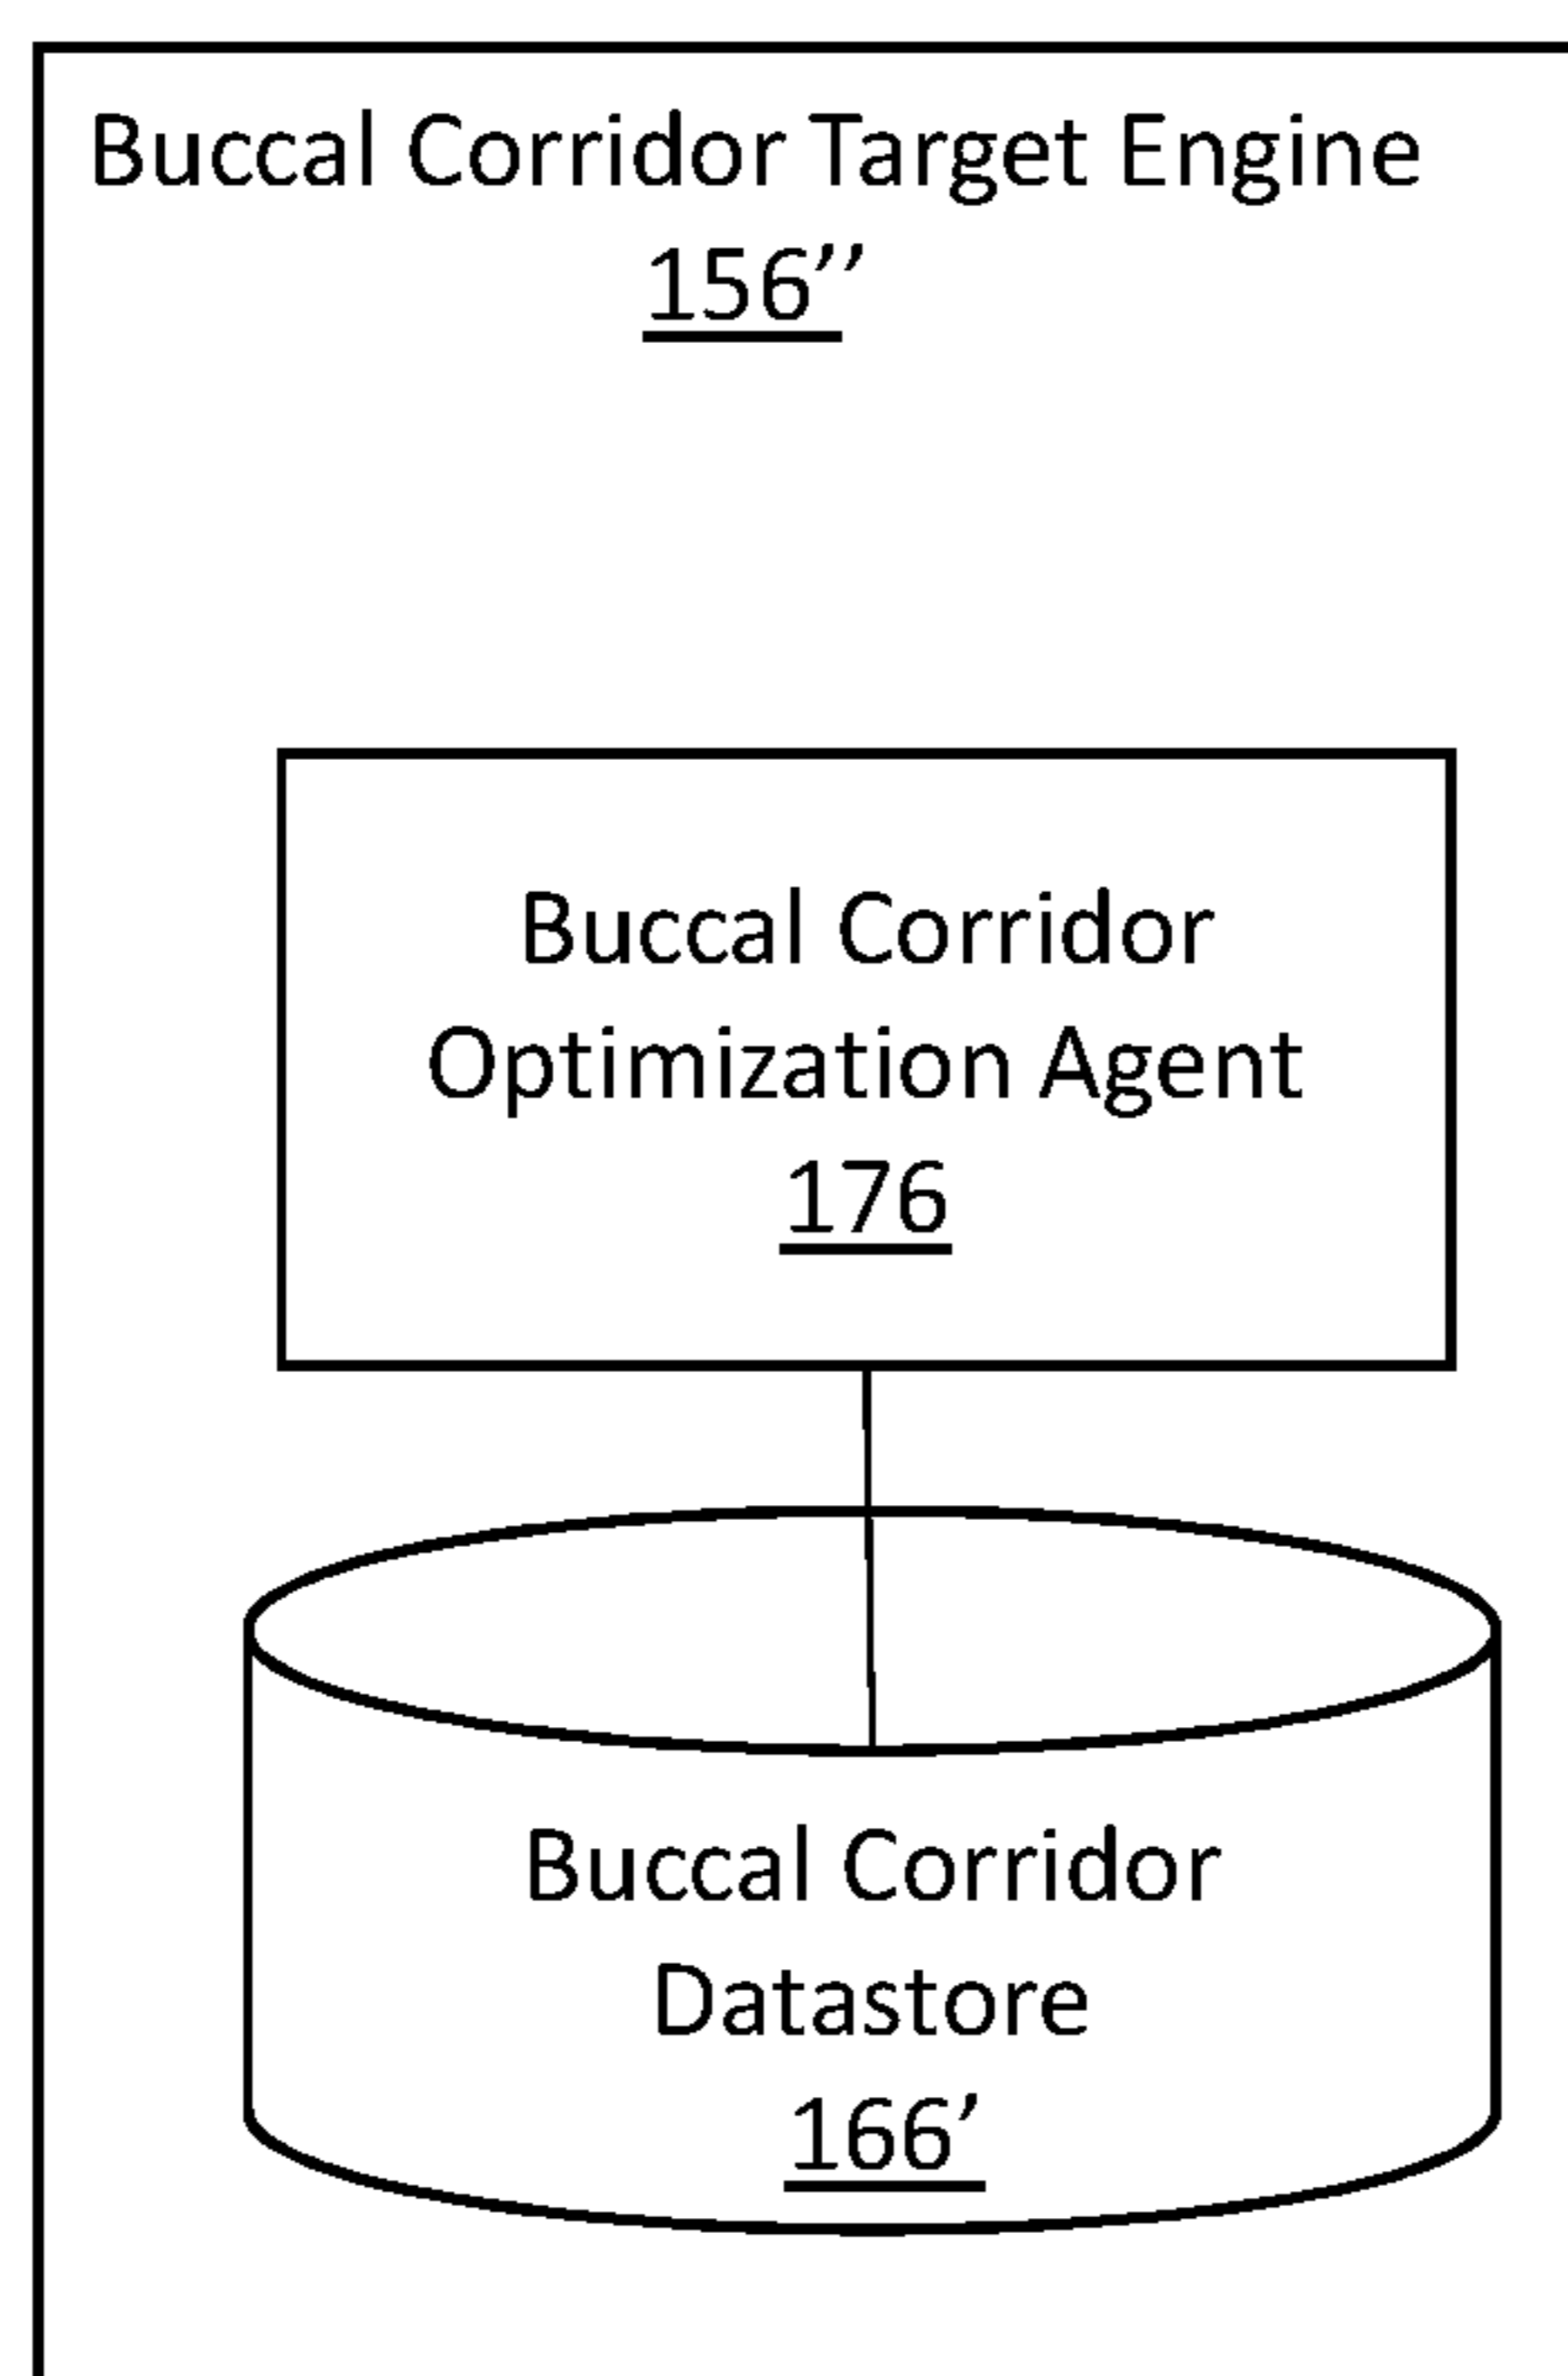 Buccal Corridor Target Engine
156’’
Buccal Corridor
Optimization Agent
176
Buccal Corridor
Datastore
166’